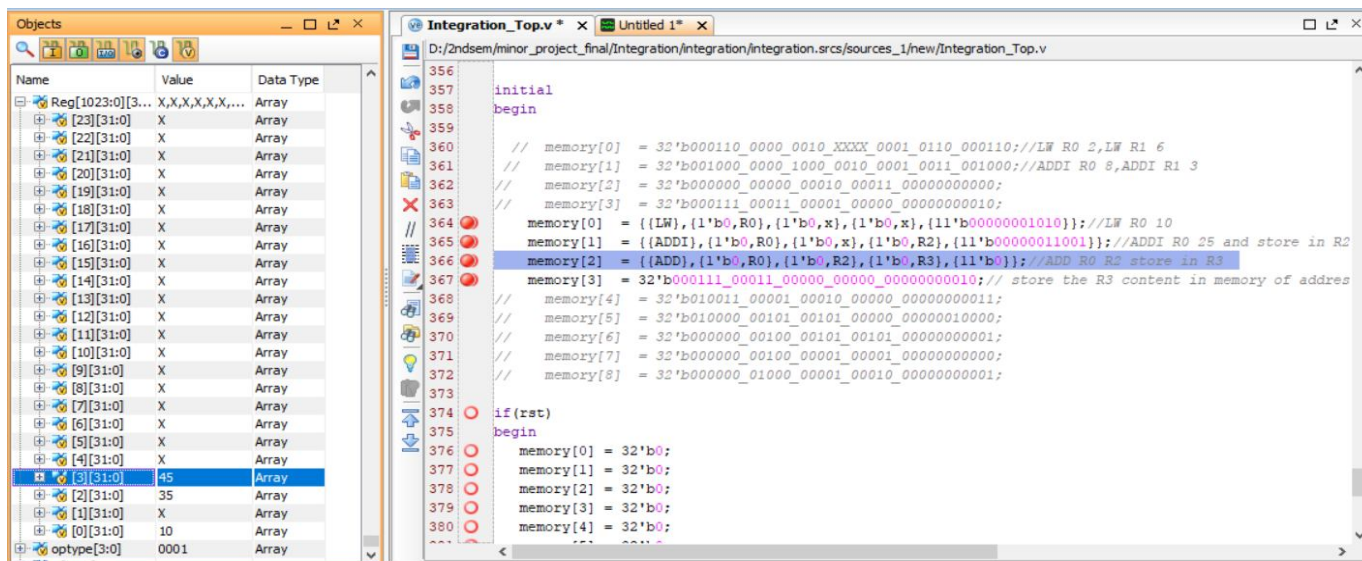 Objects
Name Value Data Type
Reg[1023:0][3... X,X,X,X,X,X,... Array
[23][31:0] X Array
[22][31:0] X Array
[21][31:0] X Array
[20][31:0] X Array
[19][31:0] X Array
[18][31:0] X Array
[17][31:0] X Array
[16][31:0] X Array
[15][31:0] X Array
[14][31:0] X Array
[13][31:0] X Array
[12][31:0] X Array
[11][31:0] X Array
[10][31:0] X Array
[9][31:0] X Array
[8][31:0] X Array
[7][31:0] X Array
[6][31:0] X Array
[5][31:0] X Array
[4][31:0] X Array
[3][31:0] 45 Array
[2][31:0] 35 Array
[1][31:0] X Array
[0][31:0] 10 Array
optype[3:0] 0001 Array
Integration_Top.v * Untitled 1*
D:/2ndsem/minor_project_final/Integration/integration/integration.srcs/sources_1/new/Integration_Top.v
356
357 initial
358 begin
359
360 // memory[0] = 32'b000110_0000_0010_XXXX_0001_0110_000110;//LW R0 2,LW R1 6
361 // memory[1] = 32'b001000_0000_1000_0010_0001_0011_001000;//ADDI R0 8,ADDI R1 3
362 // memory[2] = 32'b000000_00000_00010_00011_00000000000;
363 // memory[3] = 32'b000111_00011_00001_00000_00000000010;
364 memory[0] = {{LW},{1'b0,R0},{1'b0,x},{1'b0,x},{11'b00000001010}};//LW R0 10
365 memory[1] = {{ADDI},{1'b0,R0},{1'b0,x},{1'b0,R2},{11'b00000011001}};//ADDI R0 25 and store in R2
366 memory[2] = {{ADD},{1'b0,R0},{1'b0,R2},{1'b0,R3},{11'b0}};//ADD R0 R2 store in R3
367 memory[3] = 32'b000111_00011_00000_00000_00000000010;// store the R3 content in memory of addres
368 // memory[4] = 32'b010011_00001_00010_00000_00000000011;
369 // memory[5] = 32'b010000_00101_00101_00000_00000010000;
370 // memory[6] = 32'b000000_00100_00101_00101_00000000001;
371 // memory[7] = 32'b000000_00100_00001_00001_00000000000;
372 // memory[8] = 32'b000000_01000_00001_00010_00000000001;
373
374 if(rst)
375 begin
376 memory[0] = 32'b0;
377 memory[1] = 32'b0;
378 memory[2] = 32'b0;
379 memory[3] = 32'b0;
380 memory[4] = 32'b0;